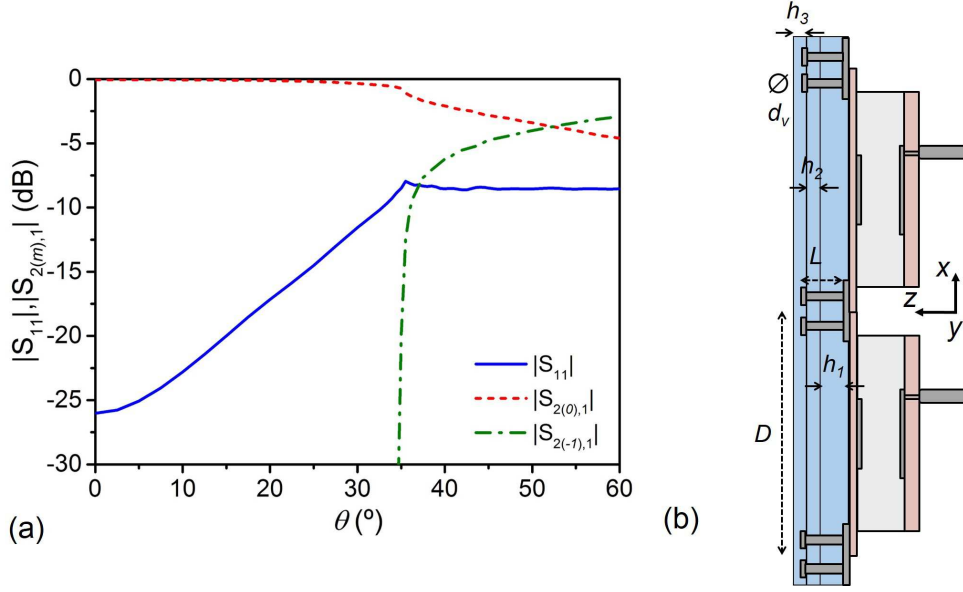 |S₁₁|,|S₂₍ₘ₎,₁| (dB)
0
-5
-10
-15
-20
-25
-30
0
10
20
30
40
50
60
θ (º)
|S₁₁|
|S₂₍₀₎,₁|
|S₂₍₋₁₎,₁|
(a)
h₃
Ø
dᵥ
h₂
L
h₁
D
x
z
y
(b)